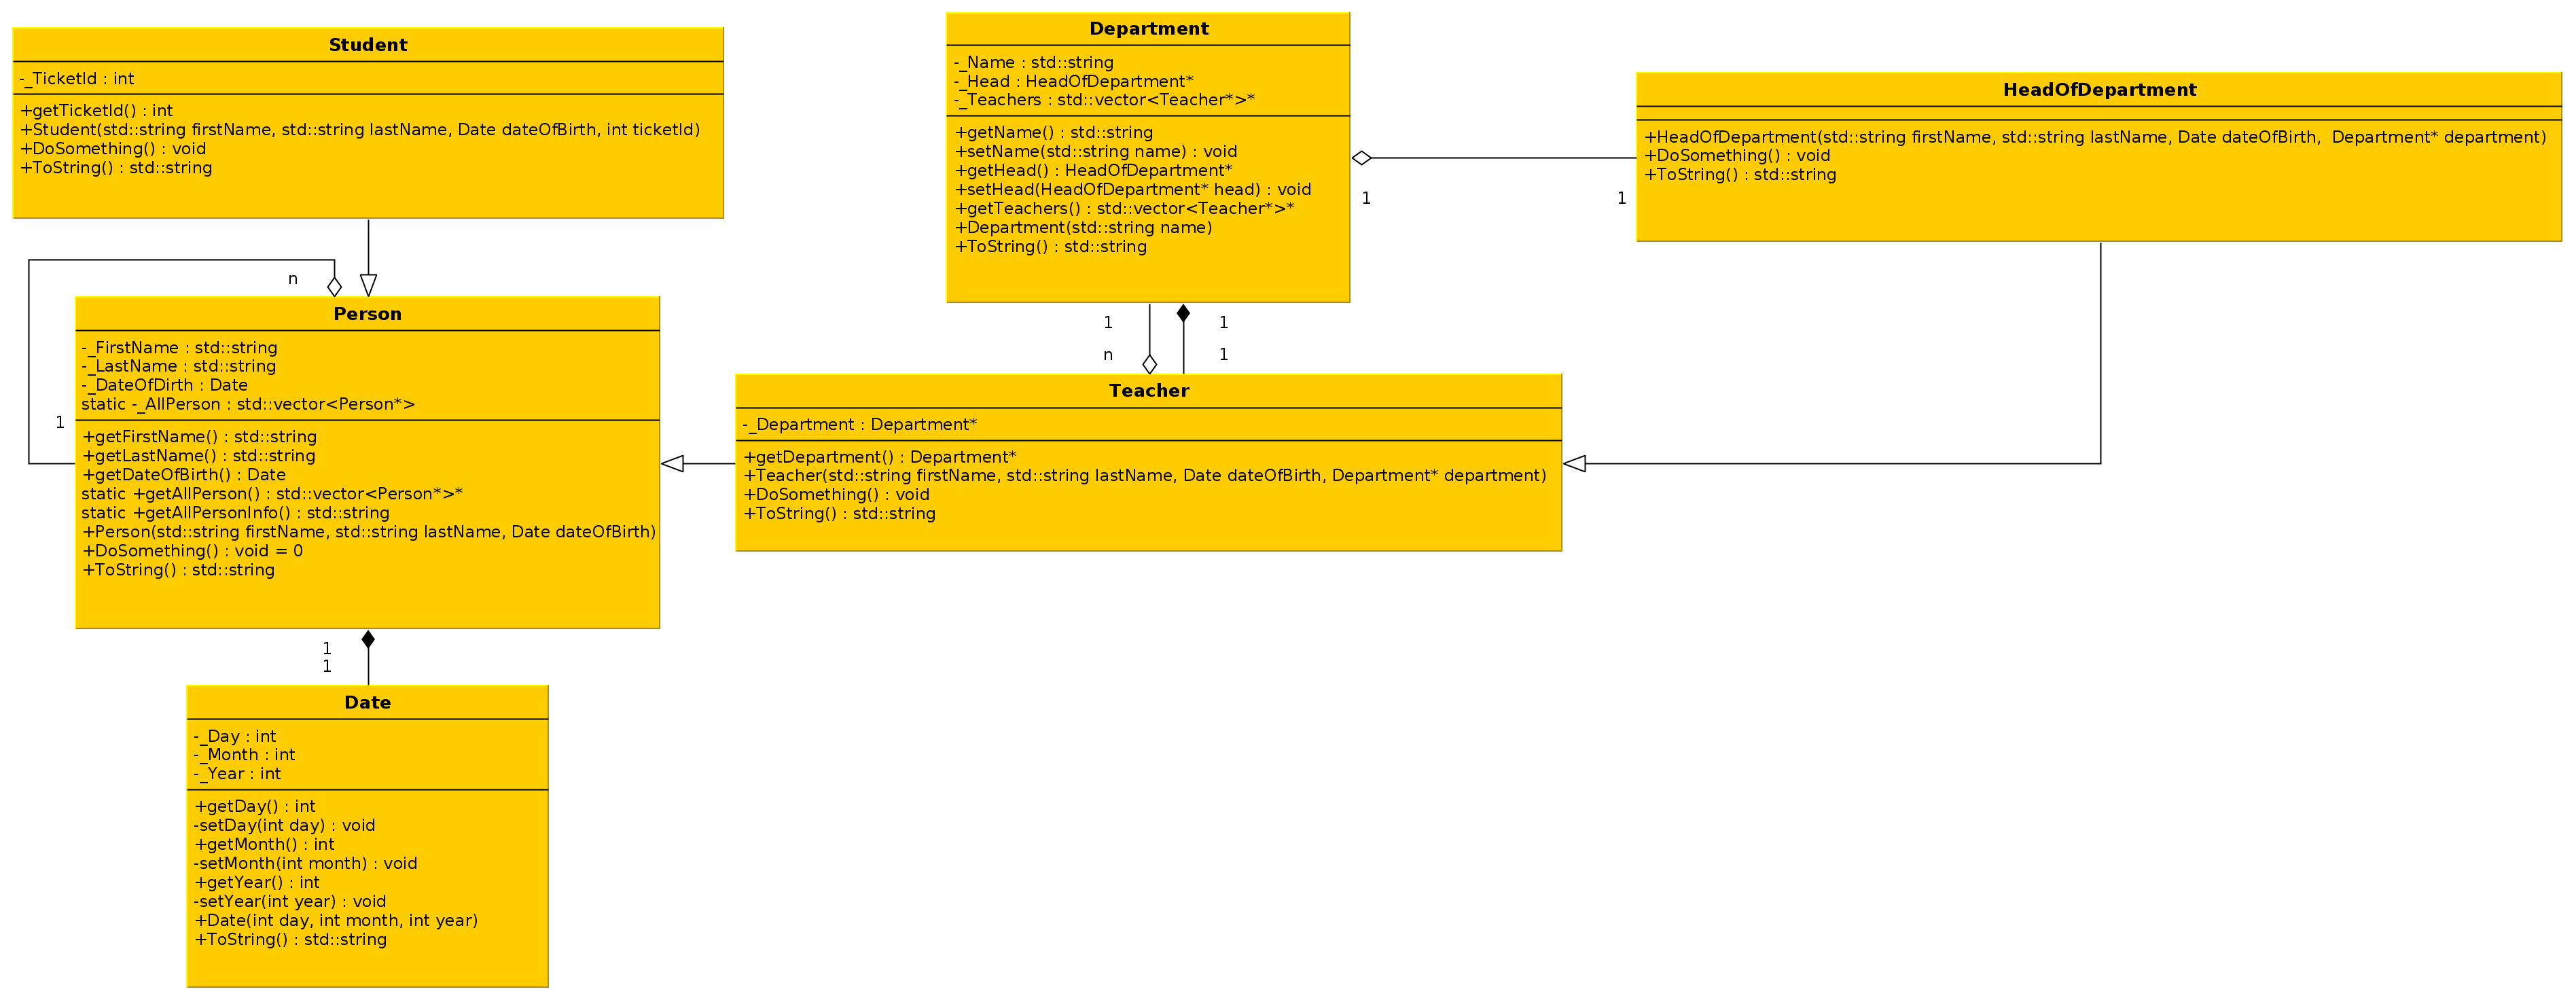 Student
-_TicketId : int
+getTicketId() : int
+Student(std::string firstName, std::string lastName, Date dateOfBirth, int ticketId)
+DoSomething() : void
+ToString() : std::string
Department
-_Name : std::string
-_Head : HeadOfDepartment*
-_Teachers : std::vector<Teacher*>*
+getName() : std::string
+setName(std::string name) : void
+getHead() : HeadOfDepartment*
+setHead(HeadOfDepartment* head) : void
+getTeachers() : std::vector<Teacher*>*
+Department(std::string name)
+ToString() : std::string
1
1
HeadOfDepartment
+HeadOfDepartment(std::string firstName, std::string lastName, Date dateOfBirth,  Department* department)
+DoSomething() : void
+ToString() : std::string
n
1
Person
-_FirstName : std::string
-_LastName : std::string
-_DateOfDirth : Date
static -_AllPerson : std::vector<Person*>
+getFirstName() : std::string
+getLastName() : std::string
+getDateOfBirth() : Date
static +getAllPerson() : std::vector<Person*>*
static +getAllPersonInfo() : std::string
+Person(std::string firstName, std::string lastName, Date dateOfBirth)
+DoSomething() : void = 0
+ToString() : std::string
1
1
n
1
Teacher
-_Department : Department*
+getDepartment() : Department*
+Teacher(std::string firstName, std::string lastName, Date dateOfBirth, Department* department)
+DoSomething() : void
+ToString() : std::string
1
1
Date
-_Day : int
-_Month : int
-_Year : int
+getDay() : int
-setDay(int day) : void
+getMonth() : int
-setMonth(int month) : void
+getYear() : int
-setYear(int year) : void
+Date(int day, int month, int year)
+ToString() : std::string